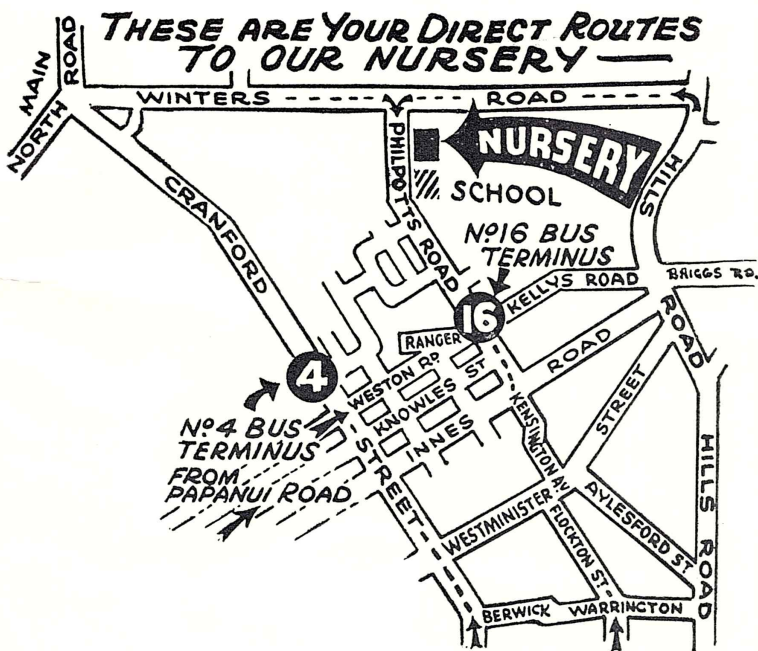 THESE ARE YOUR DIRECT ROUTES
TO OUR NURSERY
MAIN
NORTH
ROAD
WINTERS
ROAD
PHILPOTTS ROAD
NURSERY
SCHOOL
HILLS
ROAD
CRANFORD
STREET
Nº16 BUS
TERMINUS
16
KELLYS ROAD
BRIGGS RD.
RANGER
4
WESTON RD.
KNOWLES ST
INNES
ROAD
Nº4 BUS
TERMINUS
FROM
PAPANUI ROAD
KENSINGTON AV
STREET
WESTMINISTER
AYLESFORD ST
FLOCKTON ST.
HILLS ROAD
BERWICK
WARRINGTON